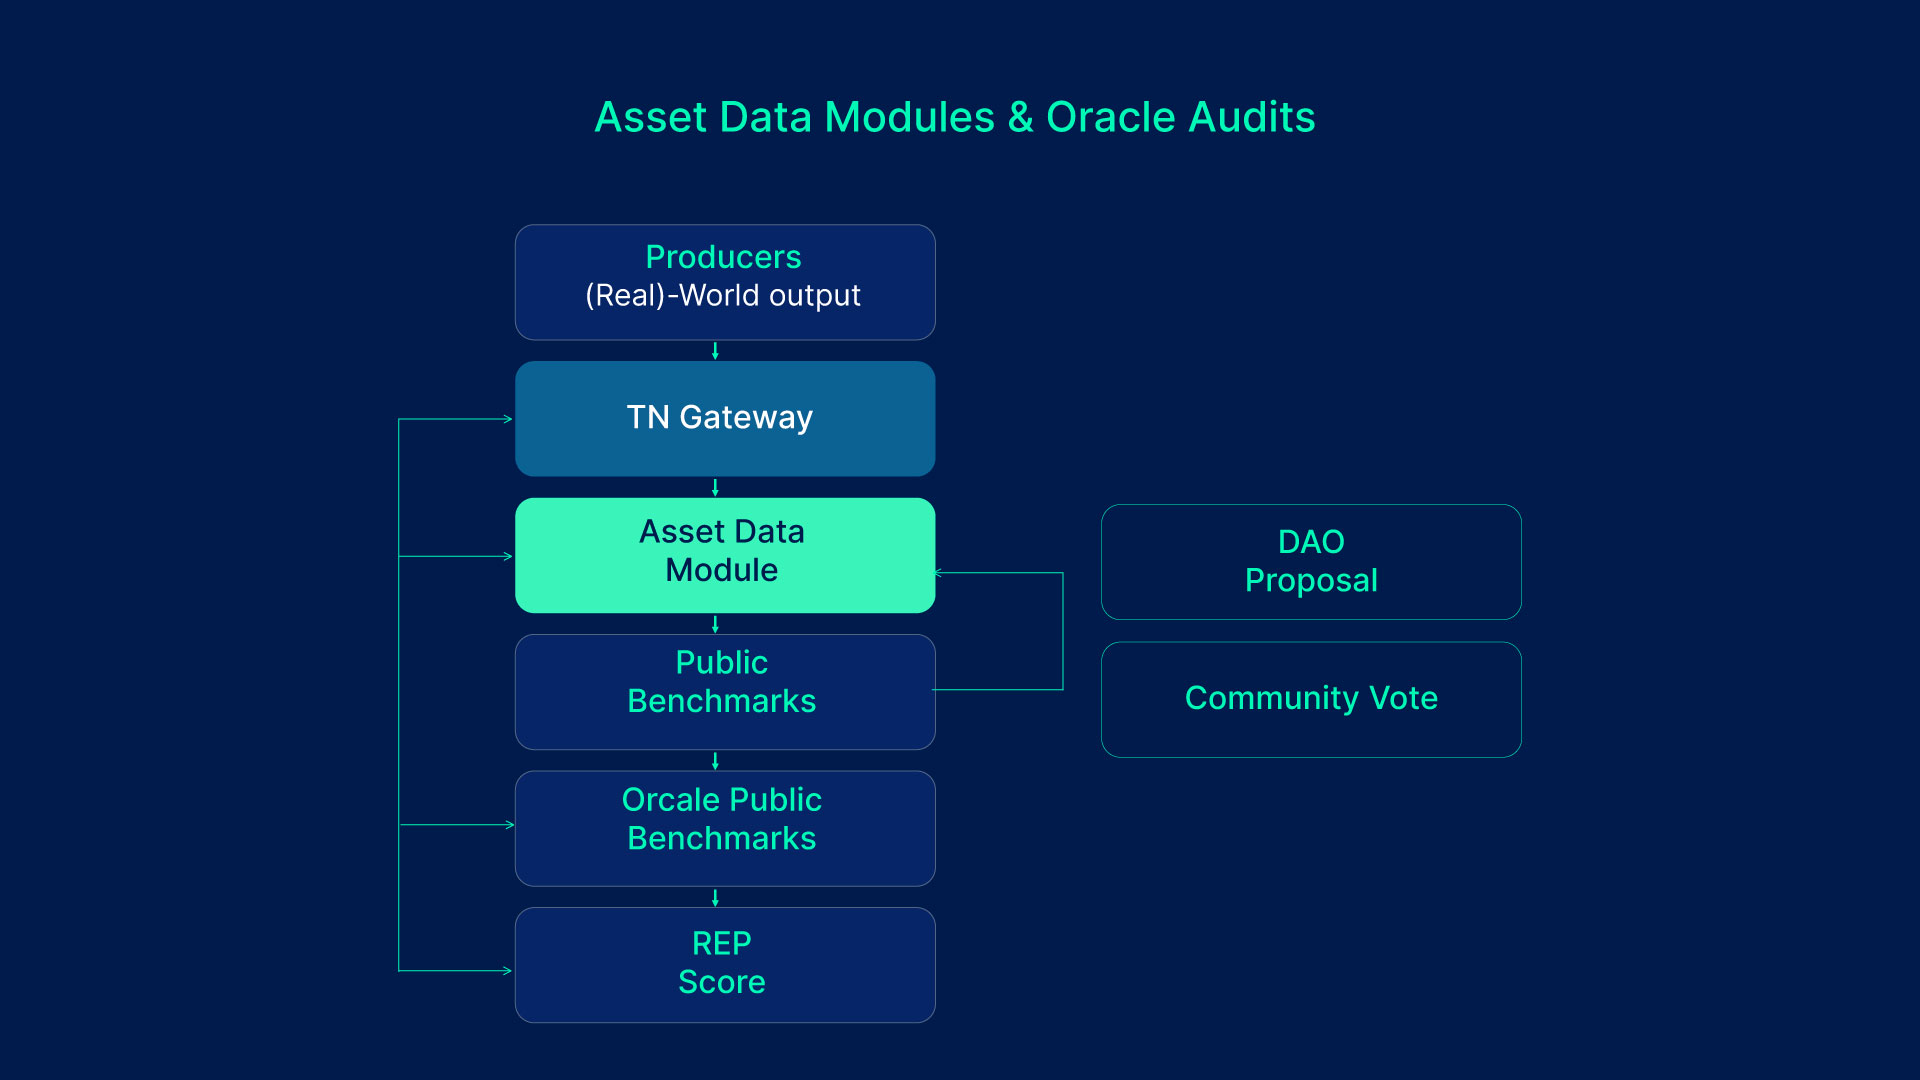 Asset Data Modules & Oracle Audits
Producers
(Real)-World output
TN Gateway
Asset Data
Module
Public
Benchmarks
Orcale Public
Benchmarks
REP
Score
DAO
Proposal
Community Vote